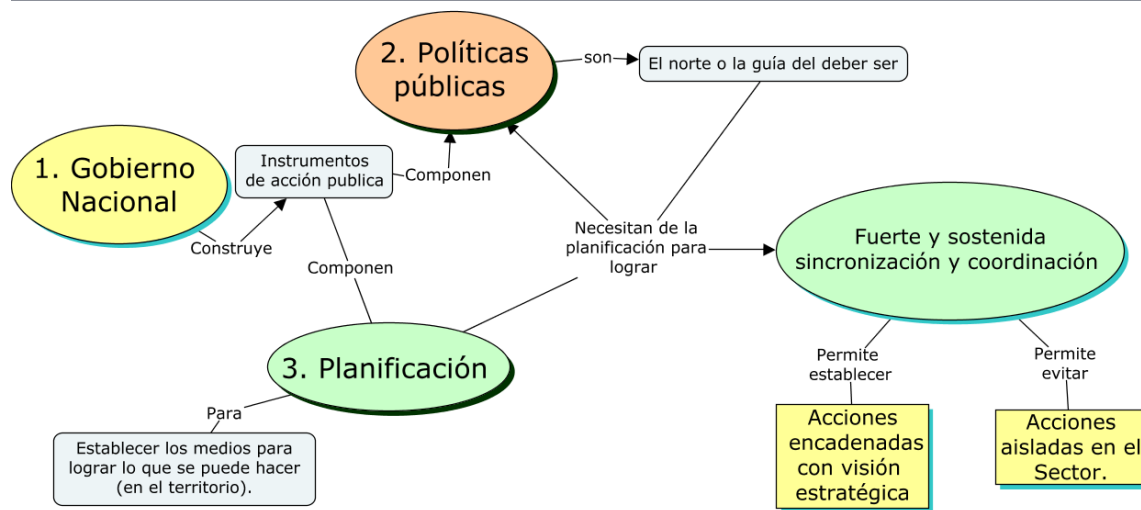 2. Políticas
públicas
son
El norte o la guía del deber ser
1. Gobierno
Nacional
Construye
Instrumentos
de acción publica
Componen
Componen
Necesitan de la
planificación para
lograr
Fuerte y sostenida
sincronización y coordinación
3. Planificación
Para
Establecer los medios para
lograr lo que se puede hacer
(en el territorio).
Permite
establecer
Acciones
encadenadas
con visión
estratégica
Permite
evitar
Acciones
aisladas en el
Sector.